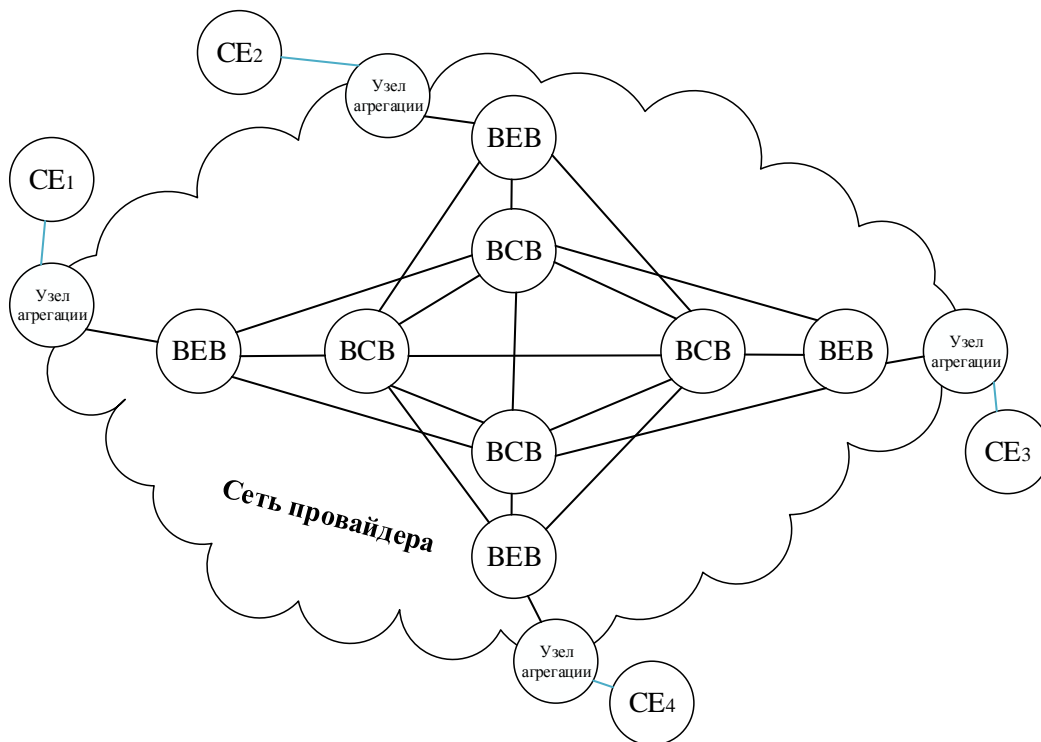 CE2
Узел
агрегации
BEB
CE1
BCB
Узел
агрегации
BEB
BCB
BCB
BEB
Узел
агрегации
BCB
CE3
Сеть провайдера
BEB
Узел
агрегации
CE4